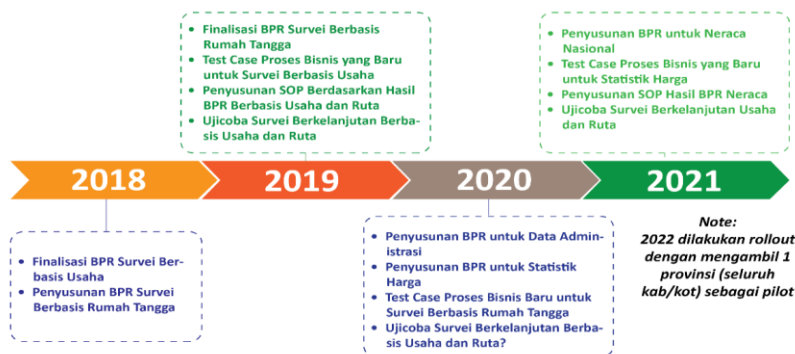 • Finalisasi BPR Survei Berbasis
Rumah Tangga
• Test Case Proses Bisnis yang Baru
untuk Survei Berbasis Usaha
• Penyusunan SOP Berdasarkan Hasil
BPR Berbasis Usaha dan Ruta
• Ujicoba Survei Berkelanjutan Berba-
sis Usaha dan Ruta
• Penyusunan BPR untuk Neraca
Nasional
• Test Case Proses Bisnis yang Baru
untuk Statistik Harga
• Penyusunan SOP Hasil BPR Neraca
• Ujicoba Survei Berkelanjutan Usaha
dan Ruta
2018
2019
2020
2021
• Finalisasi BPR Survei Ber-
basis Usaha
• Penyusunan BPR Survei
Berbasis Rumah Tangga
• Penyusunan BPR untuk Data Admin-
istrasi
• Penyusunan BPR untuk Statistik
Harga
• Test Case Proses Bisnis Baru untuk
Survei Berbasis Rumah Tangga
• Ujicoba Survei Berkelanjutan Berba-
sis Usaha dan Ruta?
Note:
2022 dilakukan rollout
dengan mengambil 1
provinsi (seluruh
kab/kot) sebagai pilot